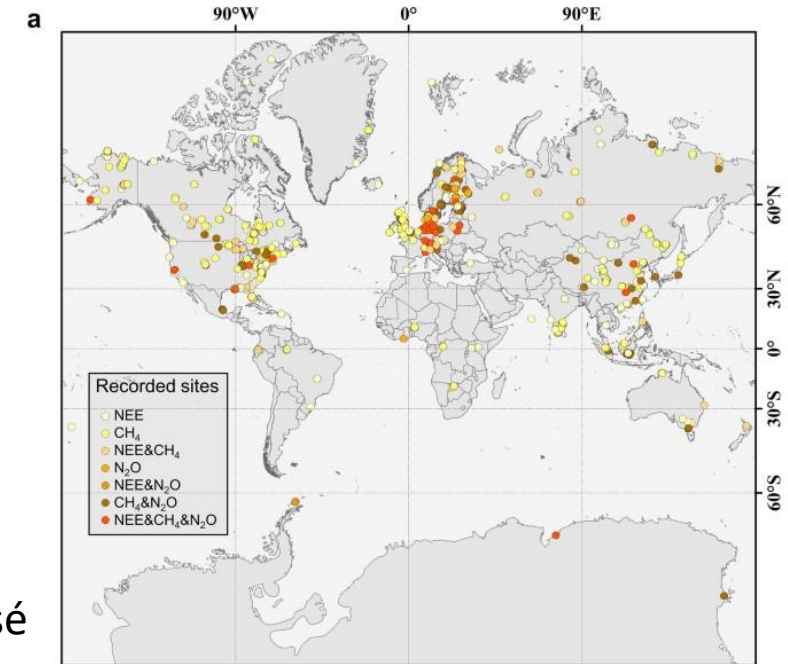 a
90°W 0° 90°E
60°N
30°N
0°
30°S
60°S
Recorded sites
NEE
CH₄
NEE&CH₄
N₂O
NEE&N₂O
CH₄&N₂O
NEE&CH₄&N₂O
sé